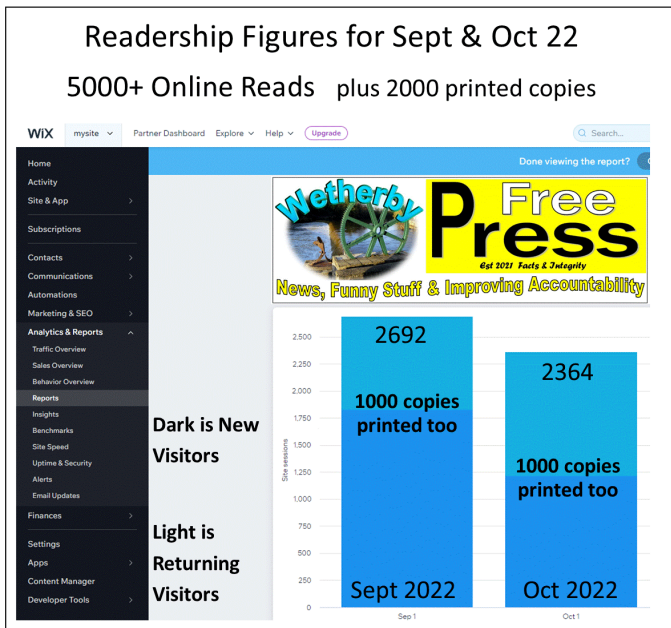 Readership Figures for Sept & Oct 22
5000+ Online Reads plus 2000 printed copies
WiX mysite Partner Dashboard Explore Help Upgrade Search...
Done viewing the report?
Home
Activity
Site & App
Subscriptions
Contacts
Communications
Automations
Marketing & SEO
Analytics & Reports
Traffic Overview
Sales Overview
Behavior Overview
Reports
Insights
Benchmarks
Site Speed
Uptime & Security
Alerts
Email Updates
Finances
Settings
Apps
Content Manager
Developer Tools
Wetherby
Free
Press
Est 2021 Facts & Integrity
News, Funny Stuff & Improving Accountability
Dark is New
Visitors
Light is
Returning
Visitors
Site sessions
2,500
2,250
2,000
1,750
1,500
1,250
1,000
750
500
250
0
2692
1000 copies
printed too
Sept 2022
Sep 1
2364
1000 copies
printed too
Oct 2022
Oct 1